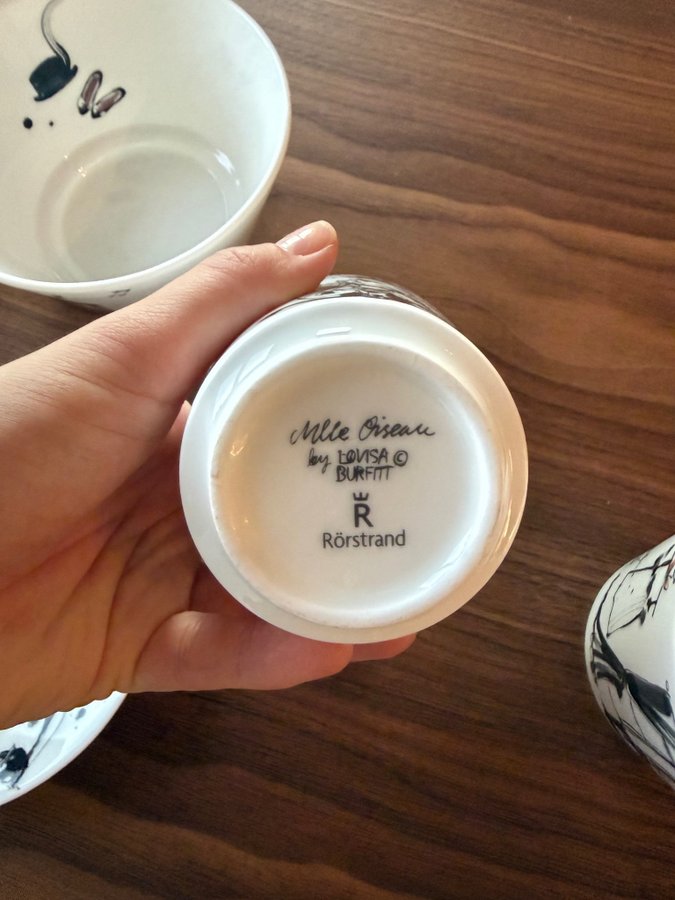 Mlle Oiseau
by LOVISA ©
BURFITT
R
Rörstrand